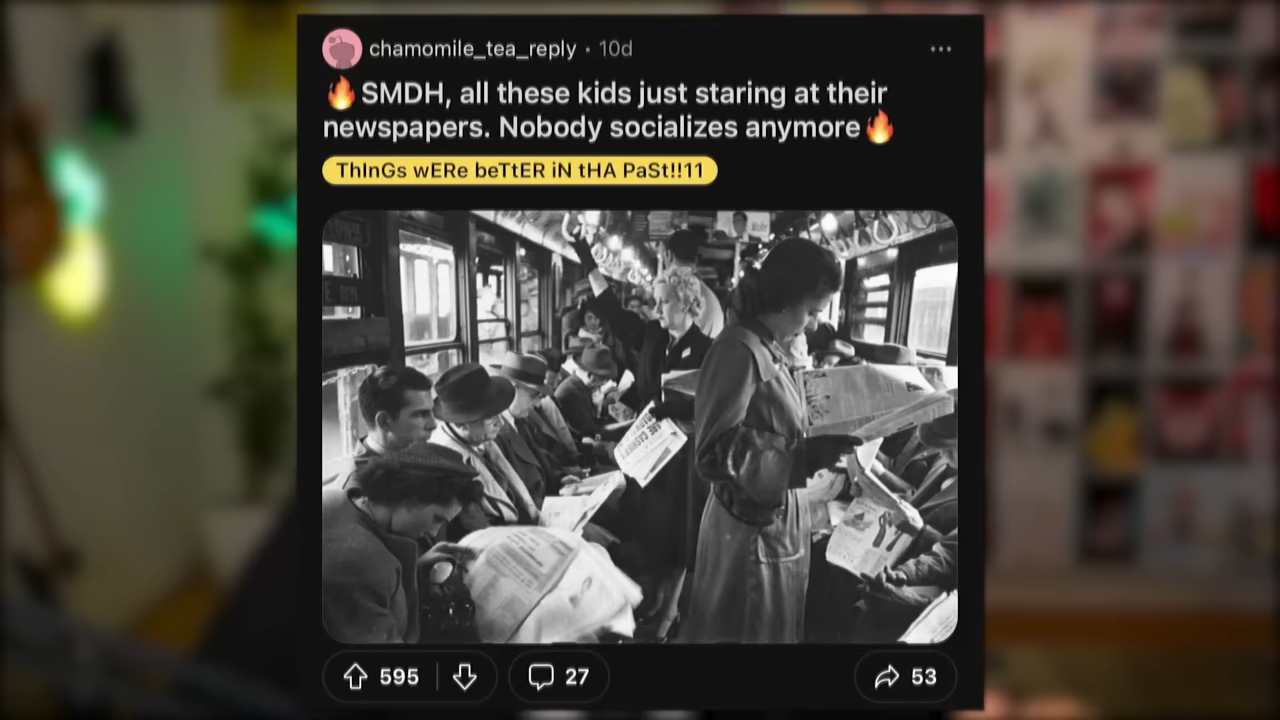 chamomile_tea_reply · 10d
🔥SMDH, all these kids just staring at their
newspapers. Nobody socializes anymore🔥
ThInGs wERe beTtER iN tHA PaSt!!11
595
27
53